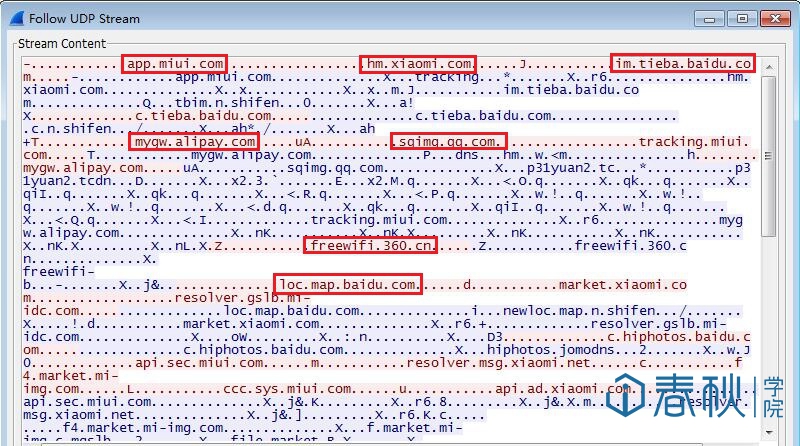 Follow UDP Stream
Stream Content
-............app.miui.com..............hm.xiaomi.com......J...........im.tieba.baidu.co
m.....-............app.miui.com........X..tracking...*.......X..r6..................hm.
xiaomi.com...........X..x...........X..x..m.J...........im.tieba.baidu.co
m............Q...tbim.n.shifen...O.......X...a!
X.............c.tieba.baidu.com..............c.tieba.baidu.com..............
.c.n.shifen.../.......X...ah*./.......X...ah
+T............mygw.alipay.com.....uA...........sqimg.qq.com..................tracking.miui.
com.....T............mygw.alipay.com..............P...dns...hm..w.<m............h........
mygw.alipay.com.....uA...........sqimg.qq.com..............X...p31yuan2.tc...*...........p3
1yuan2.tcdn...D.......X...x2.3.`.........E...x2.M.q.......X...<.O.q.......X...qk...q.......X..
qiI..q.......X...qk...q.......X...<.R.q.......X...<.P.q.......X...w.!..q.......X...w.!..
q.......X...w.!..q.......X...<.d.q.......X...qk...q.......X...qiI..q.......X...w.!..q......
X...<.Q.q.......X...<.I..............tracking.miui.com..............X...r6.............myg
w.alipay.com..............X...nK............X...nK.X............X...nK.............
X...nK.X............X...nL.X.Z............freewifi.360.cn......Z............freewifi.360.c
n.............X.
freewifi-
b...-.......X..j&..............loc.map.baidu.com......d............market.xiaomi.co
m..................resolver.gslb.mi-
idc.com...............loc.map.baidu.com..............i...newloc.map.n.shifen.../.......
X.....!.d............market.xiaomi.com..............X...r6.+.............resolver.gslb.mi-
idc.com..............X....oW..........X..:.n..........X....D3.............c.hiphotos.baidu.c
om...............c.hiphotos.baidu.com..............X...hiphotos.jomodns...2......X..w.J
O............api.sec.miui.com.......m............resolver.msg.xiaomi.net......c............f
4.market.mi-
img.com......L............ccc.sys.miui.com......u............api.ad.xiaomi.com
api.sec.miui.com..............X..&.K..........X..r6.8..........X..j&.X.m............resolver.
msg.xiaomi.net..............X..j&.]..........X..r6.K.c.....
.......f4.market.mi-img.com..............X...f.market.mi-
img.c.mgslb...2......X....file.market.8.X.......X....
春秋
学院